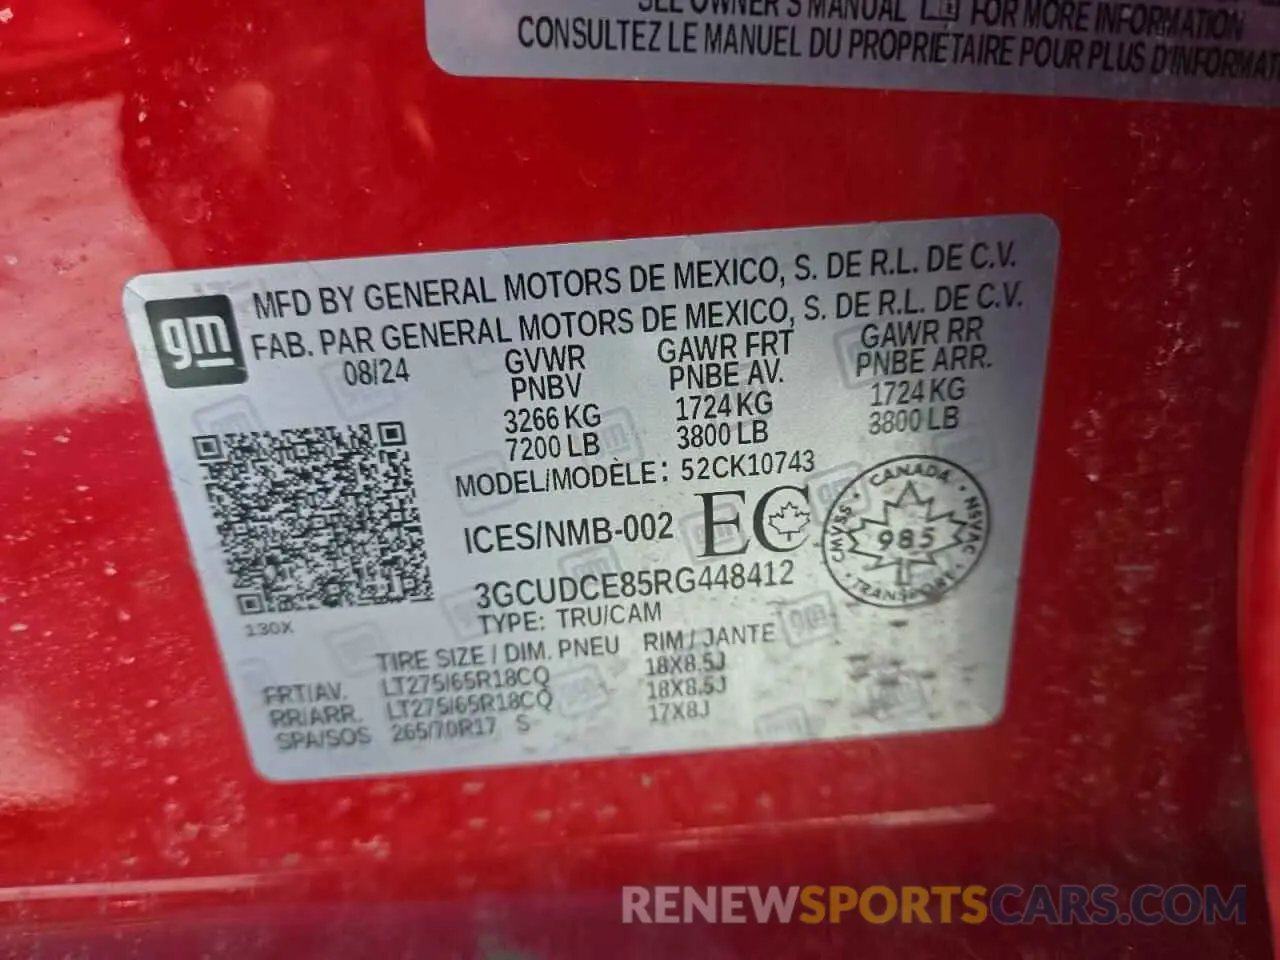 SEE OWNER'S MANUAL FOR MORE INFORMATION
CONSULTEZ LE MANUEL DU PROPRIÉTAIRE POUR PLUS D'INFORMAT
gm
MFD BY GENERAL MOTORS DE MEXICO, S. DE R.L. DE C.V.
FAB. PAR GENERAL MOTORS DE MEXICO, S. DE R.L. DE C.V.
08/24 GVWR GAWR FRT GAWR RR
PNBV PNBE AV. PNBE ARR.
3266 KG 1724 KG 1724 KG
7200 LB 3800 LB 3800 LB
MODEL/MODÈLE: 52CK10743
ICES/NMB-002 EC
CANADA
CMVSS 985 NSVAC
TRANSPORT
3GCUDCE85RG448412
TYPE: TRU/CAM
130X
TIRE SIZE / DIM. PNEU RIM / JANTE
FRT/AV. LT275/65R18CQ 18X8.5J
RR/ARR. LT275/65R18CQ 18X8.5J
SPA/SOS 265/70R17 S 17X8J
RENEWSPORTSCARS.COM